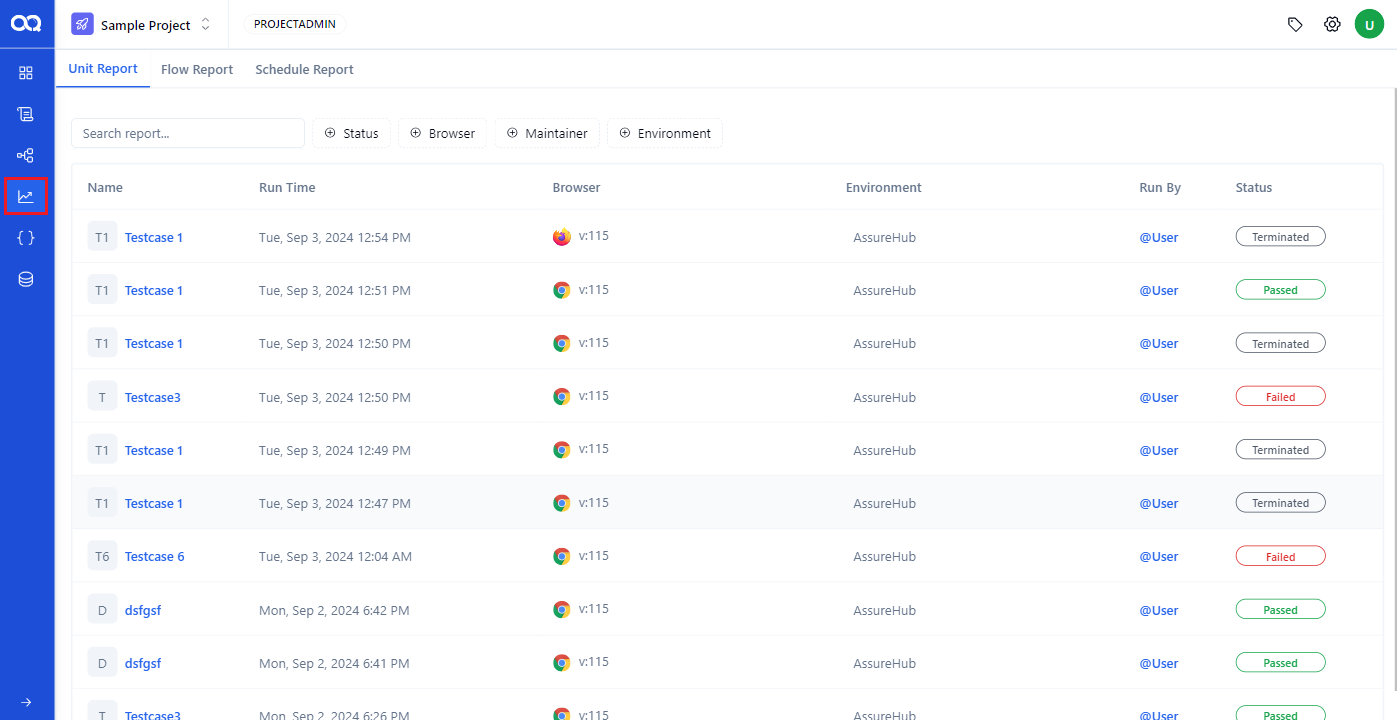 Sample Project PROJECTADMIN U
Unit Report Flow Report Schedule Report
Search report... Status Browser Maintainer Environment
Name Run Time Browser Environment Run By Status
T1 Testcase 1 Tue, Sep 3, 2024 12:54 PM v:115 AssureHub @User Terminated
T1 Testcase 1 Tue, Sep 3, 2024 12:51 PM v:115 AssureHub @User Passed
T1 Testcase 1 Tue, Sep 3, 2024 12:50 PM v:115 AssureHub @User Terminated
T Testcase3 Tue, Sep 3, 2024 12:50 PM v:115 AssureHub @User Failed
T1 Testcase 1 Tue, Sep 3, 2024 12:49 PM v:115 AssureHub @User Terminated
T1 Testcase 1 Tue, Sep 3, 2024 12:47 PM v:115 AssureHub @User Terminated
T6 Testcase 6 Tue, Sep 3, 2024 12:04 AM v:115 AssureHub @User Failed
D dsfgsf Mon, Sep 2, 2024 6:42 PM v:115 AssureHub @User Passed
D dsfgsf Mon, Sep 2, 2024 6:41 PM v:115 AssureHub @User Passed
T Testcase3 Mon, Sep 2, 2024 6:26 PM v:115 AssureHub @User Passed